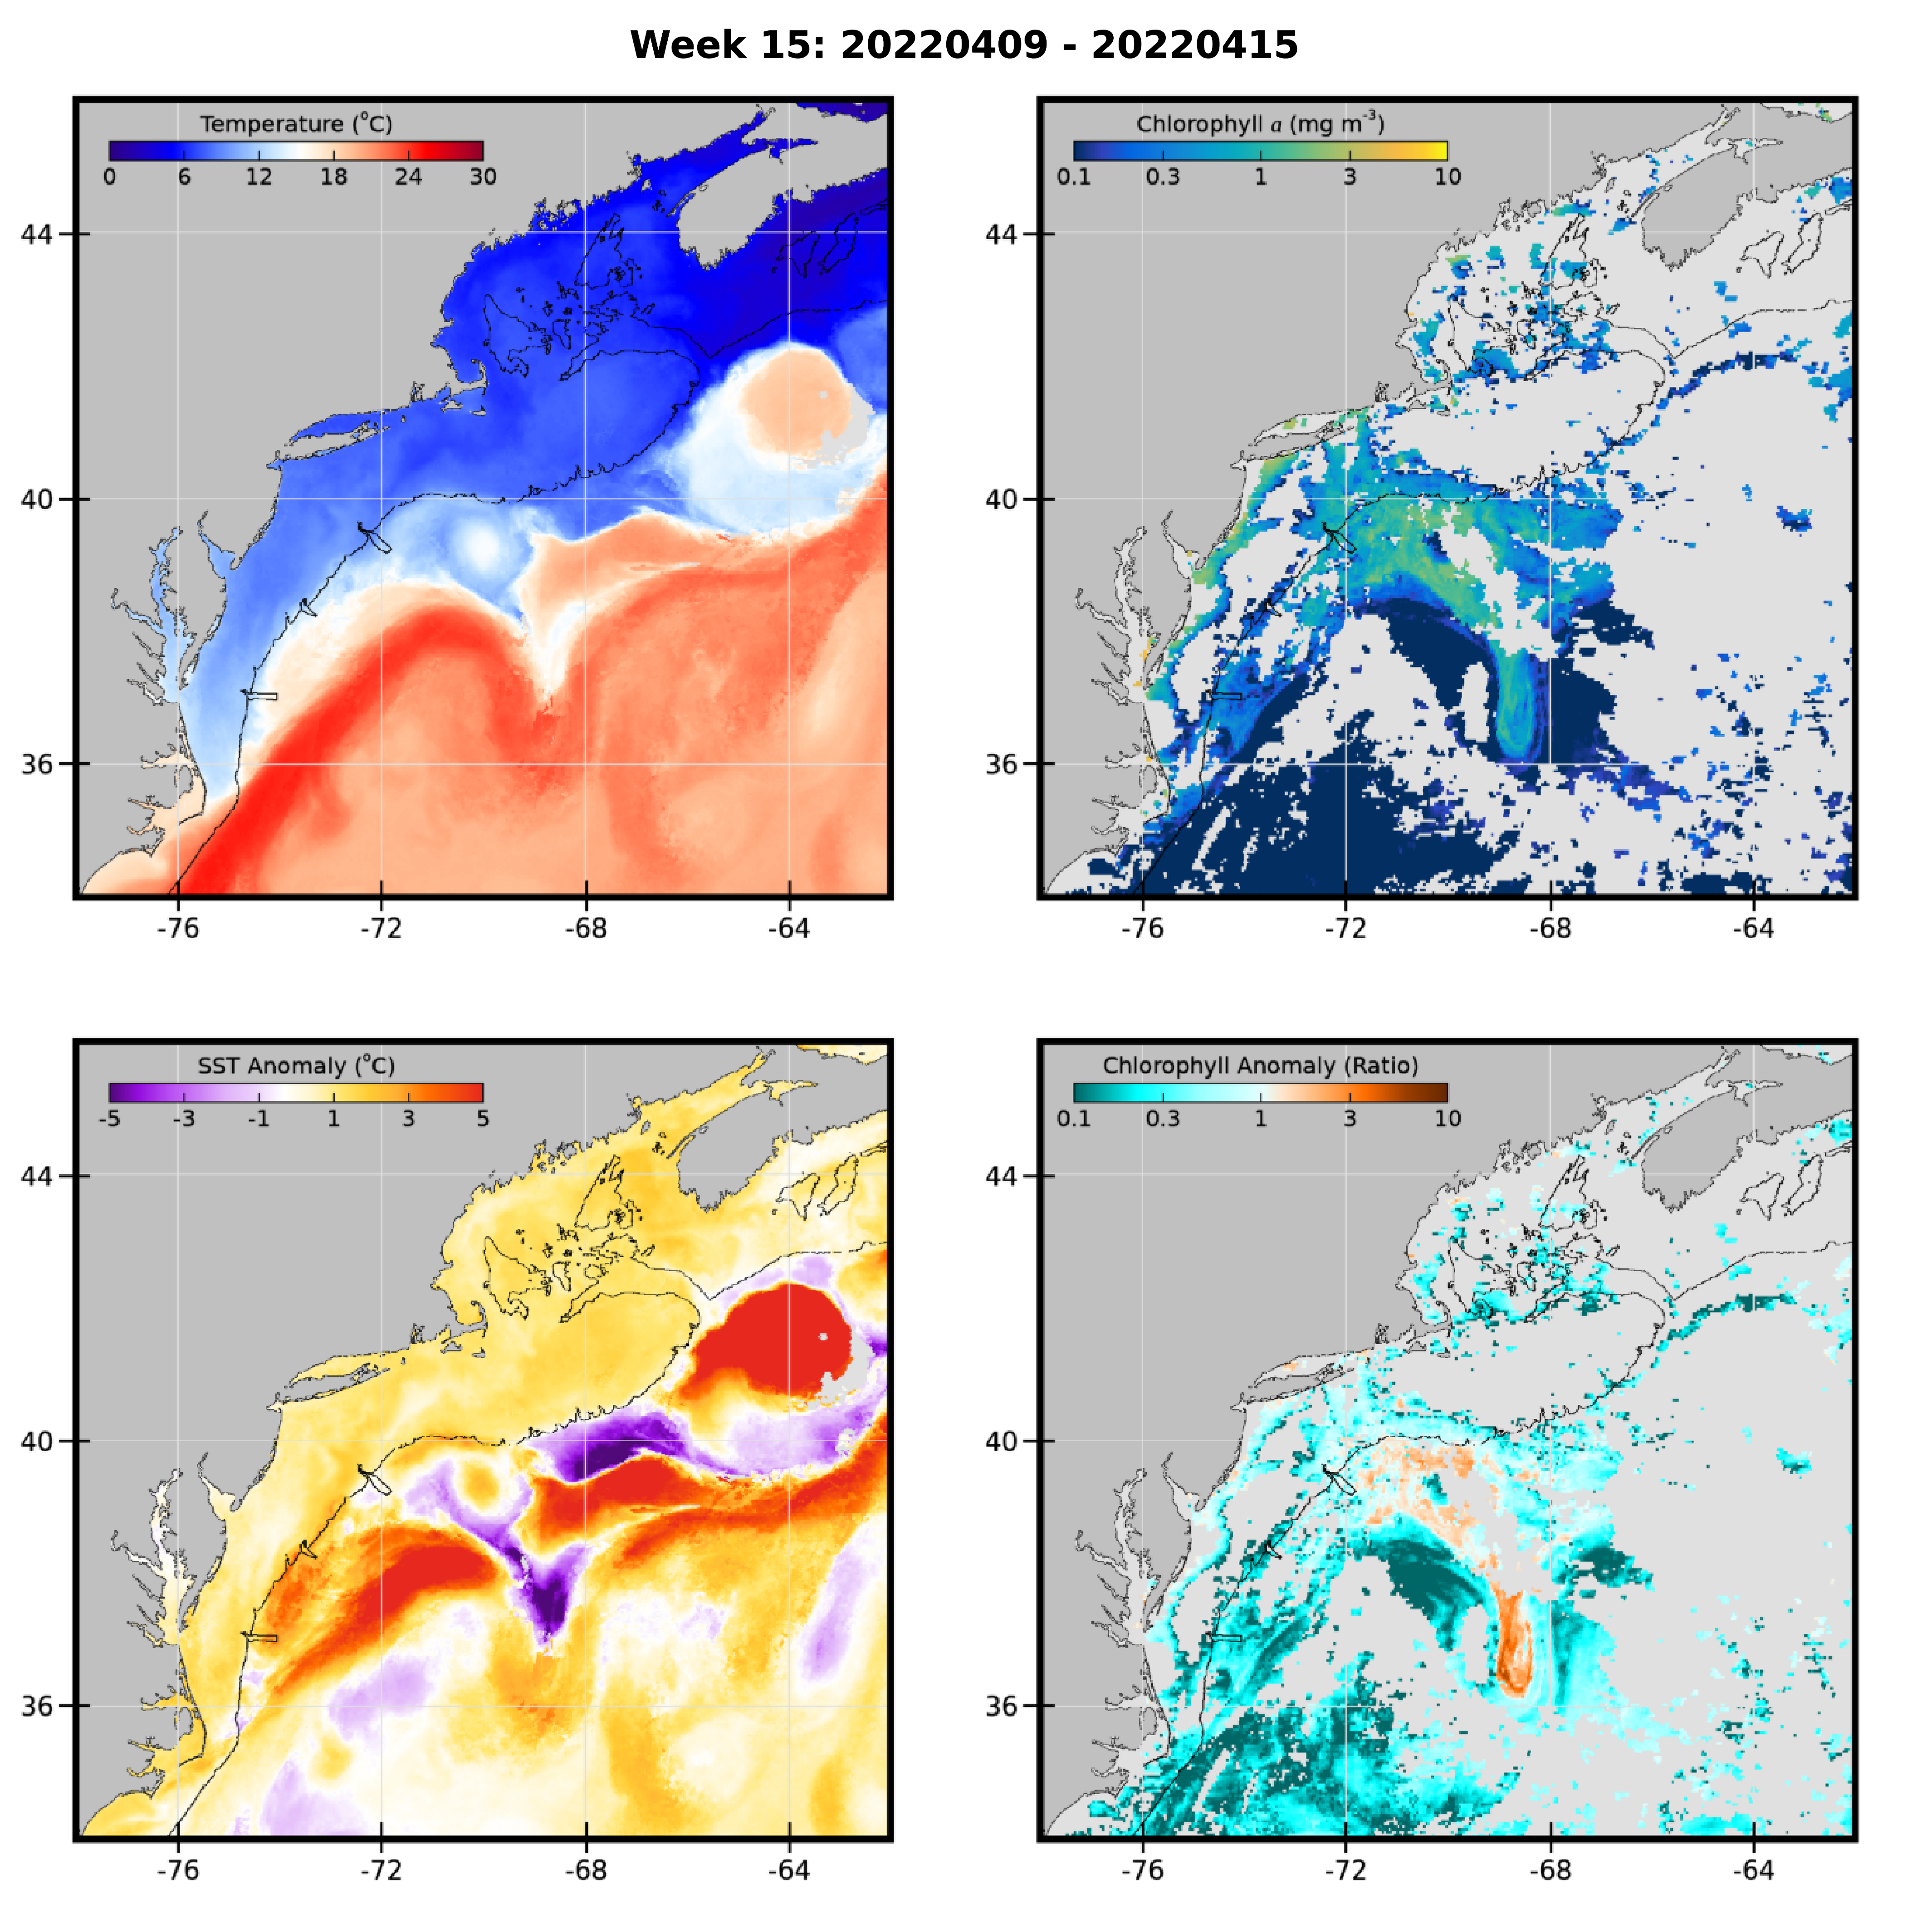 Week 15: 20220409 - 20220415
Temperature (°C)
0 6 12 18 24 30
44
40
36
-76 -72 -68 -64
Chlorophyll a (mg m⁻³)
0.1 0.3 1 3 10
44
40
36
-76 -72 -68 -64
SST Anomaly (°C)
-5 -3 -1 1 3 5
44
40
36
-76 -72 -68 -64
Chlorophyll Anomaly (Ratio)
0.1 0.3 1 3 10
44
40
36
-76 -72 -68 -64